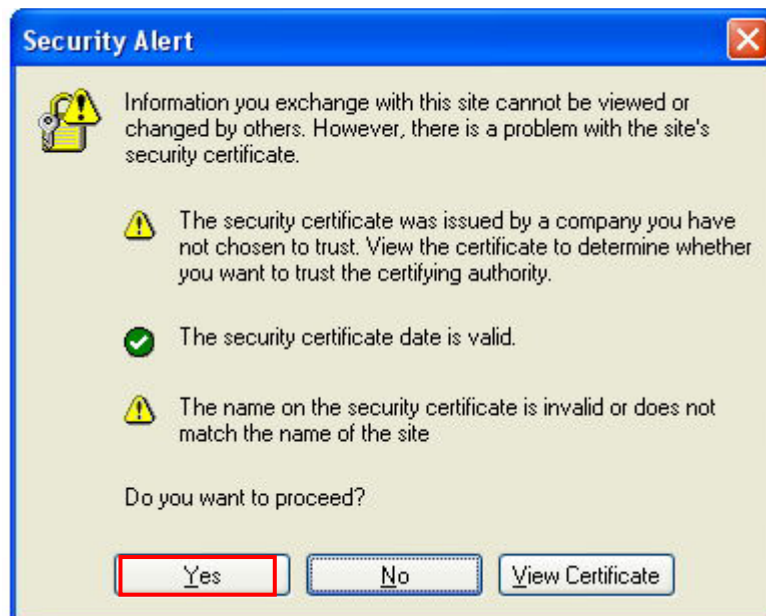 Security Alert
Information you exchange with this site cannot be viewed or
changed by others. However, there is a problem with the site's
security certificate.
The security certificate was issued by a company you have
not chosen to trust. View the certificate to determine whether
you want to trust the certifying authority.
The security certificate date is valid.
The name on the security certificate is invalid or does not
match the name of the site
Do you want to proceed?
Yes No View Certificate